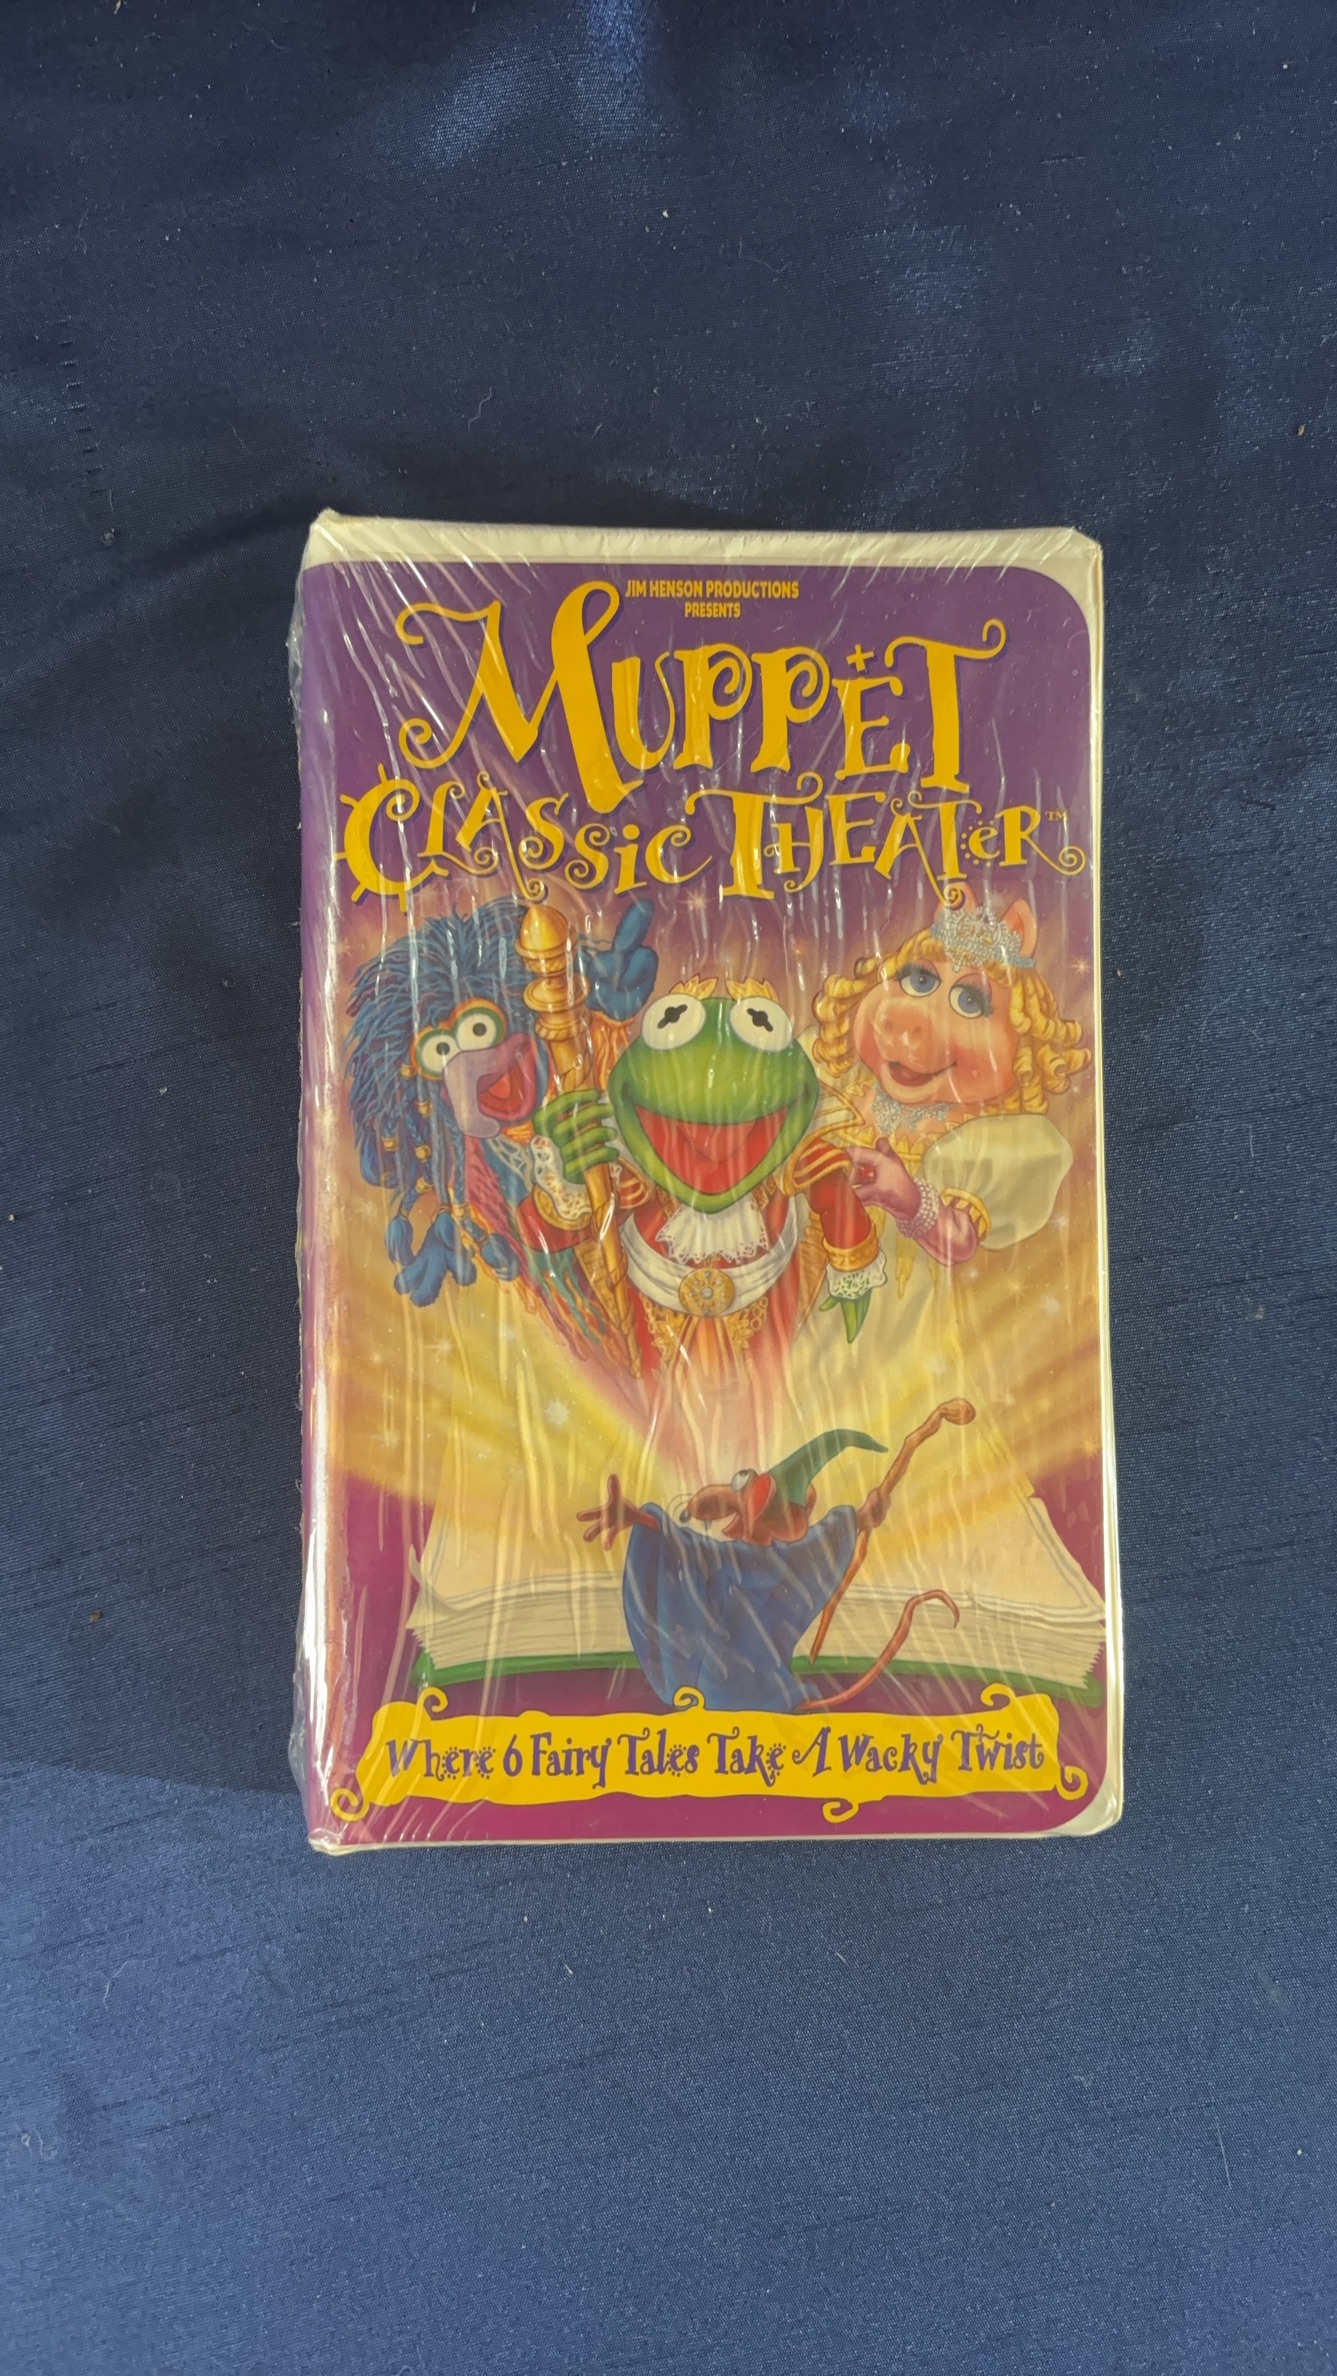 JIM HENSON PRODUCTIONS
PRESENTS
MUPPET
CLASSIC THEATER™
Where 6 Fairy Tales Take A Wacky Twist